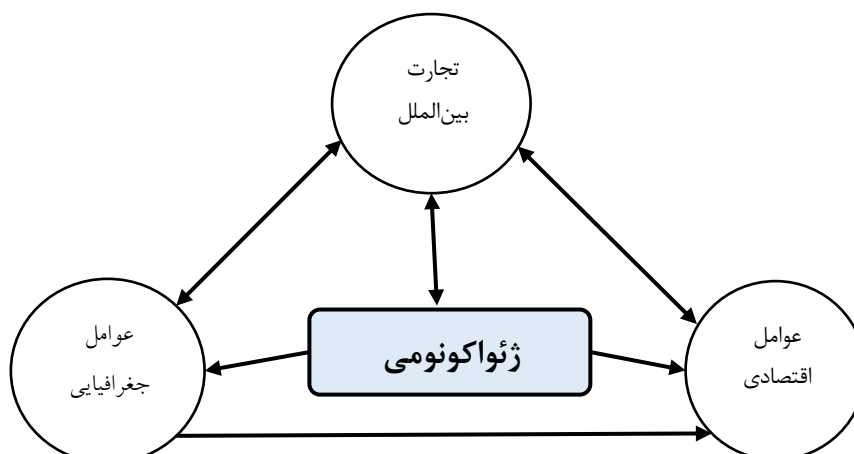 تجارت
بین‌الملل
عوامل
اقتصادی
ژئواکونومی
عوامل
جغرافیایی